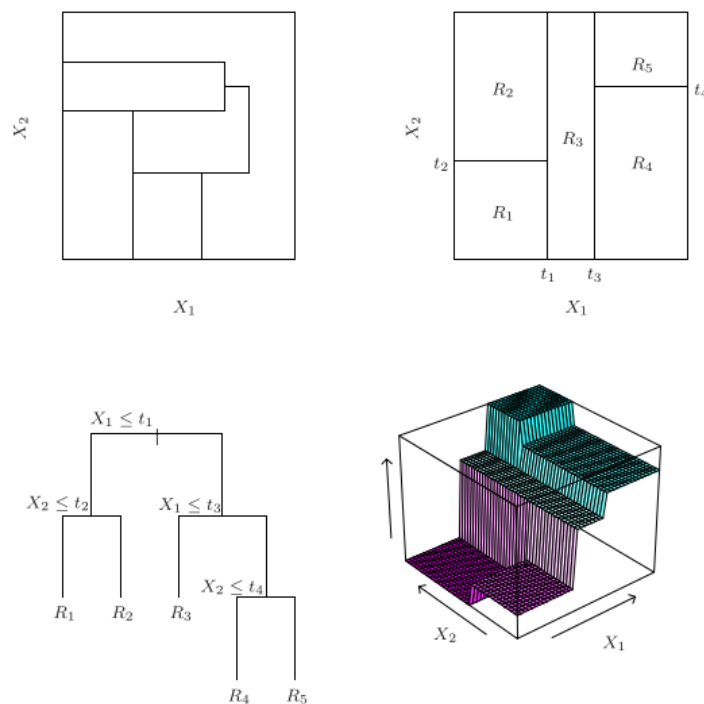 X₂
X₁
R₂
R₅
t₄
X₂
R₃
t₂
R₄
R₁
t₁
t₃
X₁
X₁ ≤ t₁
X₂ ≤ t₂
X₁ ≤ t₃
X₂ ≤ t₄
R₁
R₂
R₃
R₄
R₅
X₂
X₁